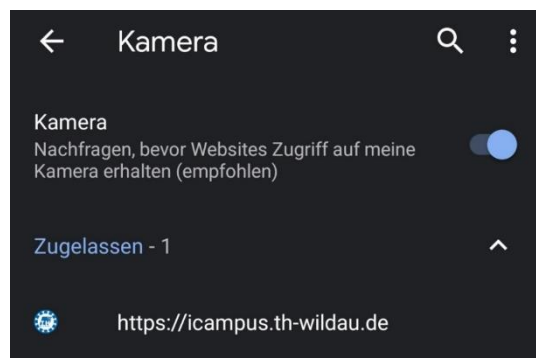 Kamera
Kamera
Nachfragen, bevor Websites Zugriff auf meine
Kamera erhalten (empfohlen)
Zugelassen - 1
https://icampus.th-wildau.de